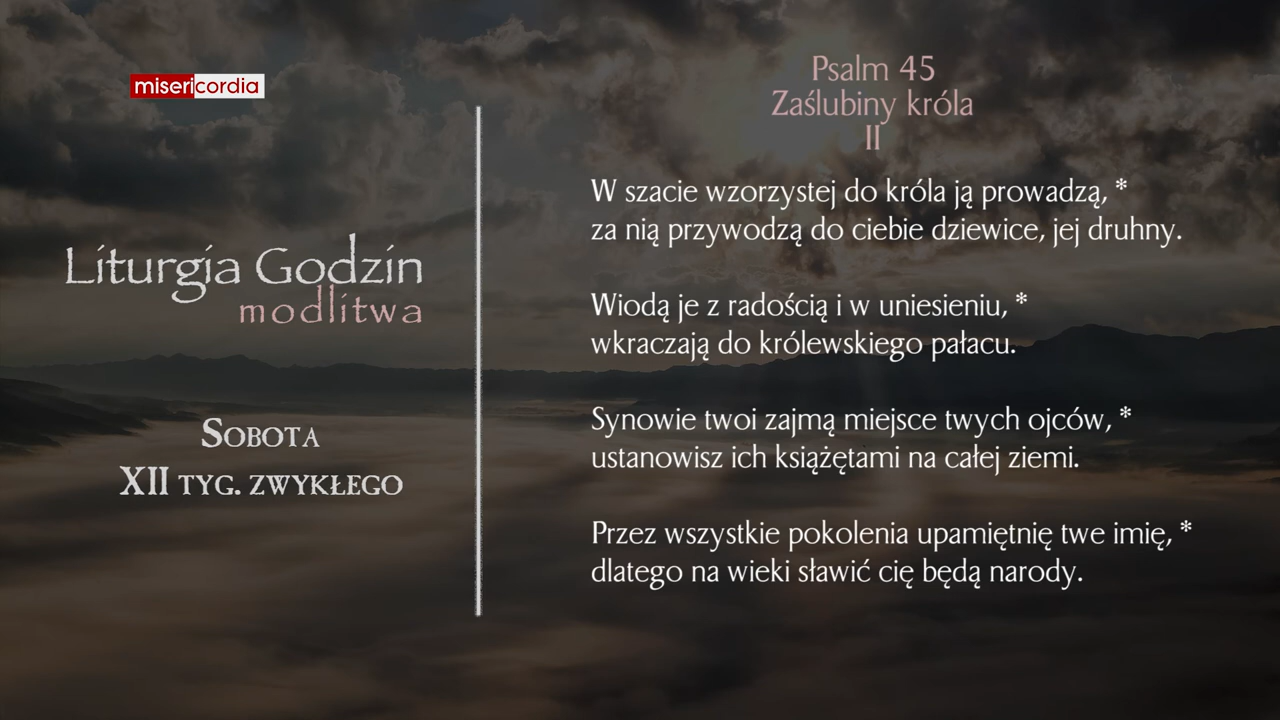 misericordia
Liturgia Godzin
modlitwa
SOBOTA
XII TYG. ZWYKŁEGO
Psalm 45
Zaślubiny króla
II
W szacie wzorzystej do króla ją prowadzą, *
za nią przywodzą do ciebie dziewice, jej druhny.
Wiodą je z radością i w uniesieniu, *
wkraczają do królewskiego pałacu.
Synowie twoi zajmą miejsce twych ojców, *
ustanowisz ich książętami na całej ziemi.
Przez wszystkie pokolenia upamiętnię twe imię, *
dlatego na wieki sławić cię będą narody.